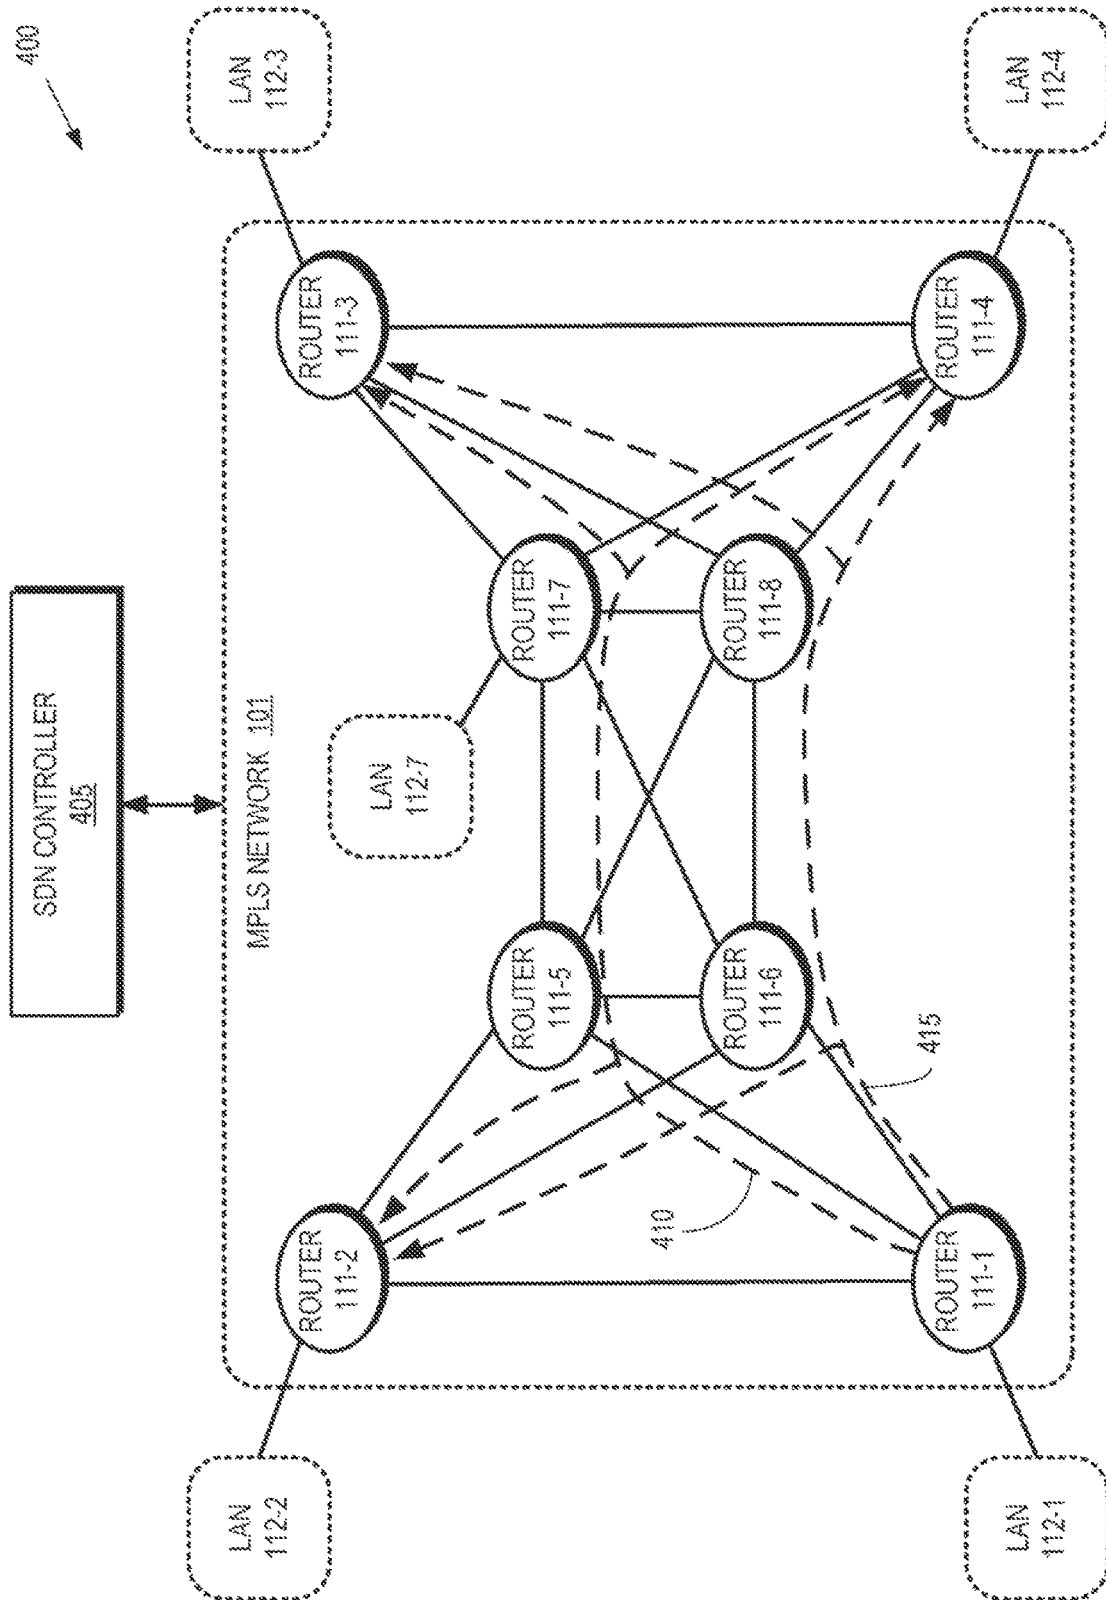 400
SDN CONTROLLER
405
MPLS NETWORK 101
LAN
112-2
LAN
112-7
LAN
112-3
ROUTER
111-2
ROUTER
111-5
ROUTER
111-7
ROUTER
111-3
ROUTER
111-6
ROUTER
111-8
410
415
ROUTER
111-1
ROUTER
111-4
LAN
112-1
LAN
112-4